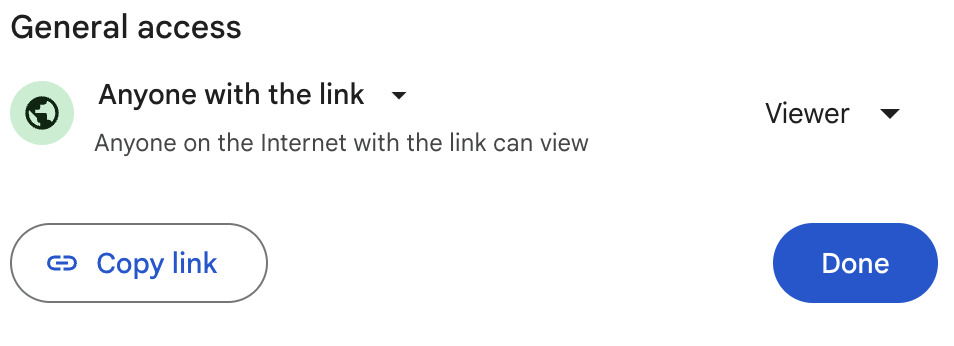 General access
Anyone with the link
Anyone on the Internet with the link can view
Viewer
Copy link
Done